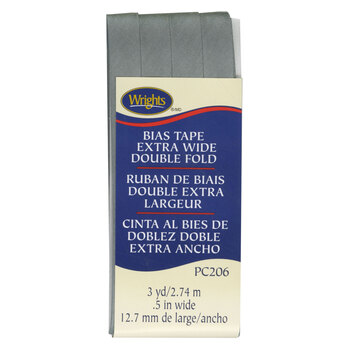 Wrights
BIAS TAPE
EXTRA WIDE
DOUBLE FOLD
RUBAN DE BIAIS
DOUBLE EXTRA
LARGEUR
CINTA AL BIES DE
DOBLEZ DOBLE
EXTRA ANCHO
PC206
3 yd/2.74 m
.5 in wide
12.7 mm de large/ancho